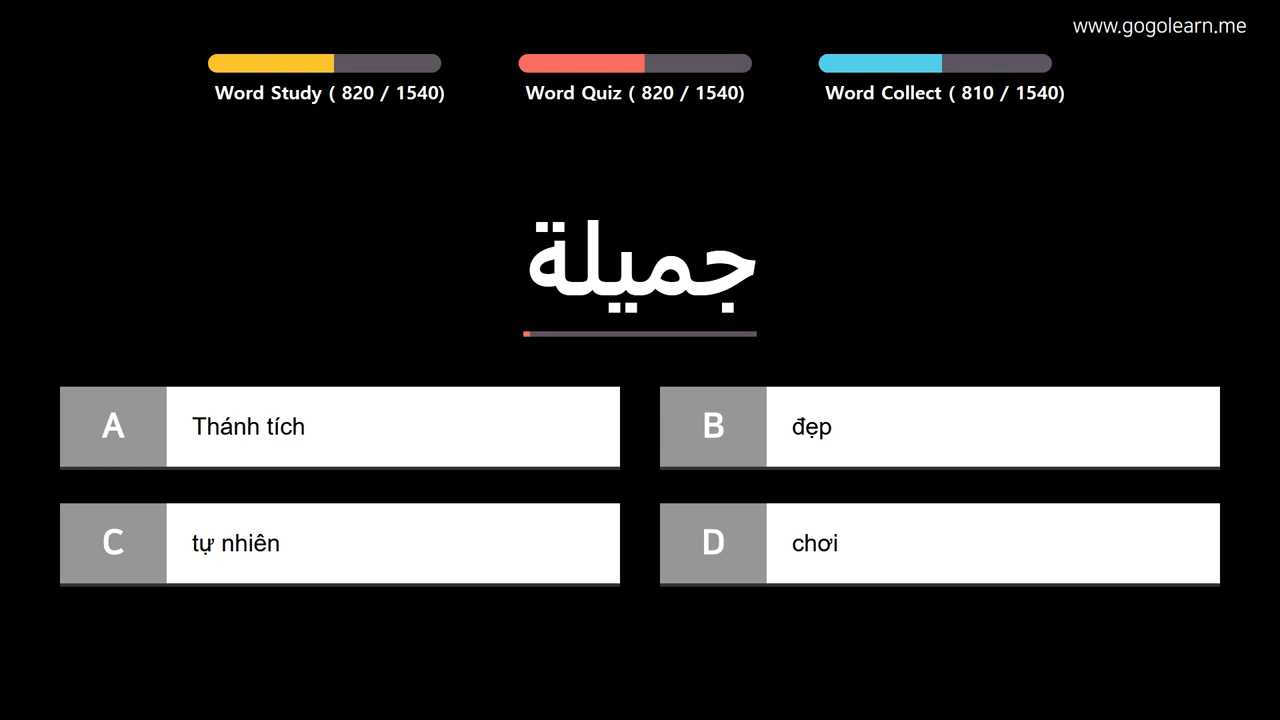 www.gogolearn.me
Word Study ( 820 / 1540)
Word Quiz ( 820 / 1540)
Word Collect ( 810 / 1540)
جميلة
A
Thánh tích
B
đẹp
C
tự nhiên
D
chơi